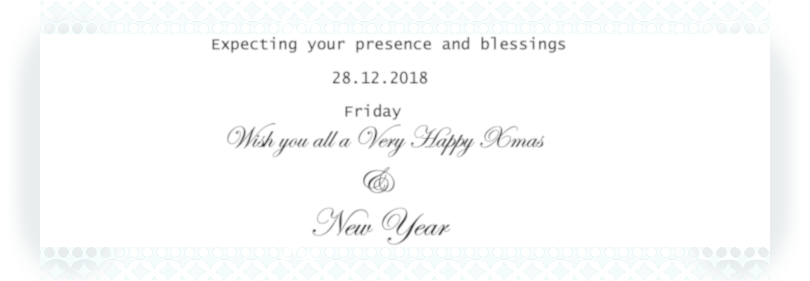 Expecting your presence and blessings
28.12.2018
Friday
Wish you all a Very Happy Xmas
&
New Year